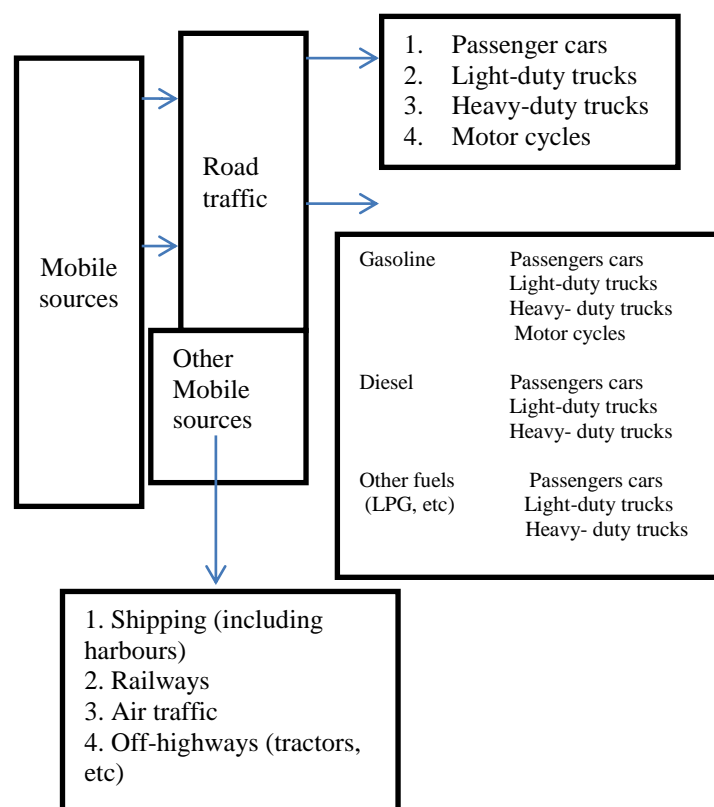 Mobile
sources
Road
traffic
Other
Mobile
sources
1. Passenger cars
2. Light-duty trucks
3. Heavy-duty trucks
4. Motor cycles
Gasoline Passengers cars
Light-duty trucks
Heavy- duty trucks
Motor cycles
Diesel Passengers cars
Light-duty trucks
Heavy- duty trucks
Other fuels Passengers cars
(LPG, etc) Light-duty trucks
Heavy- duty trucks
1. Shipping (including
harbours)
2. Railways
3. Air traffic
4. Off-highways (tractors,
etc)